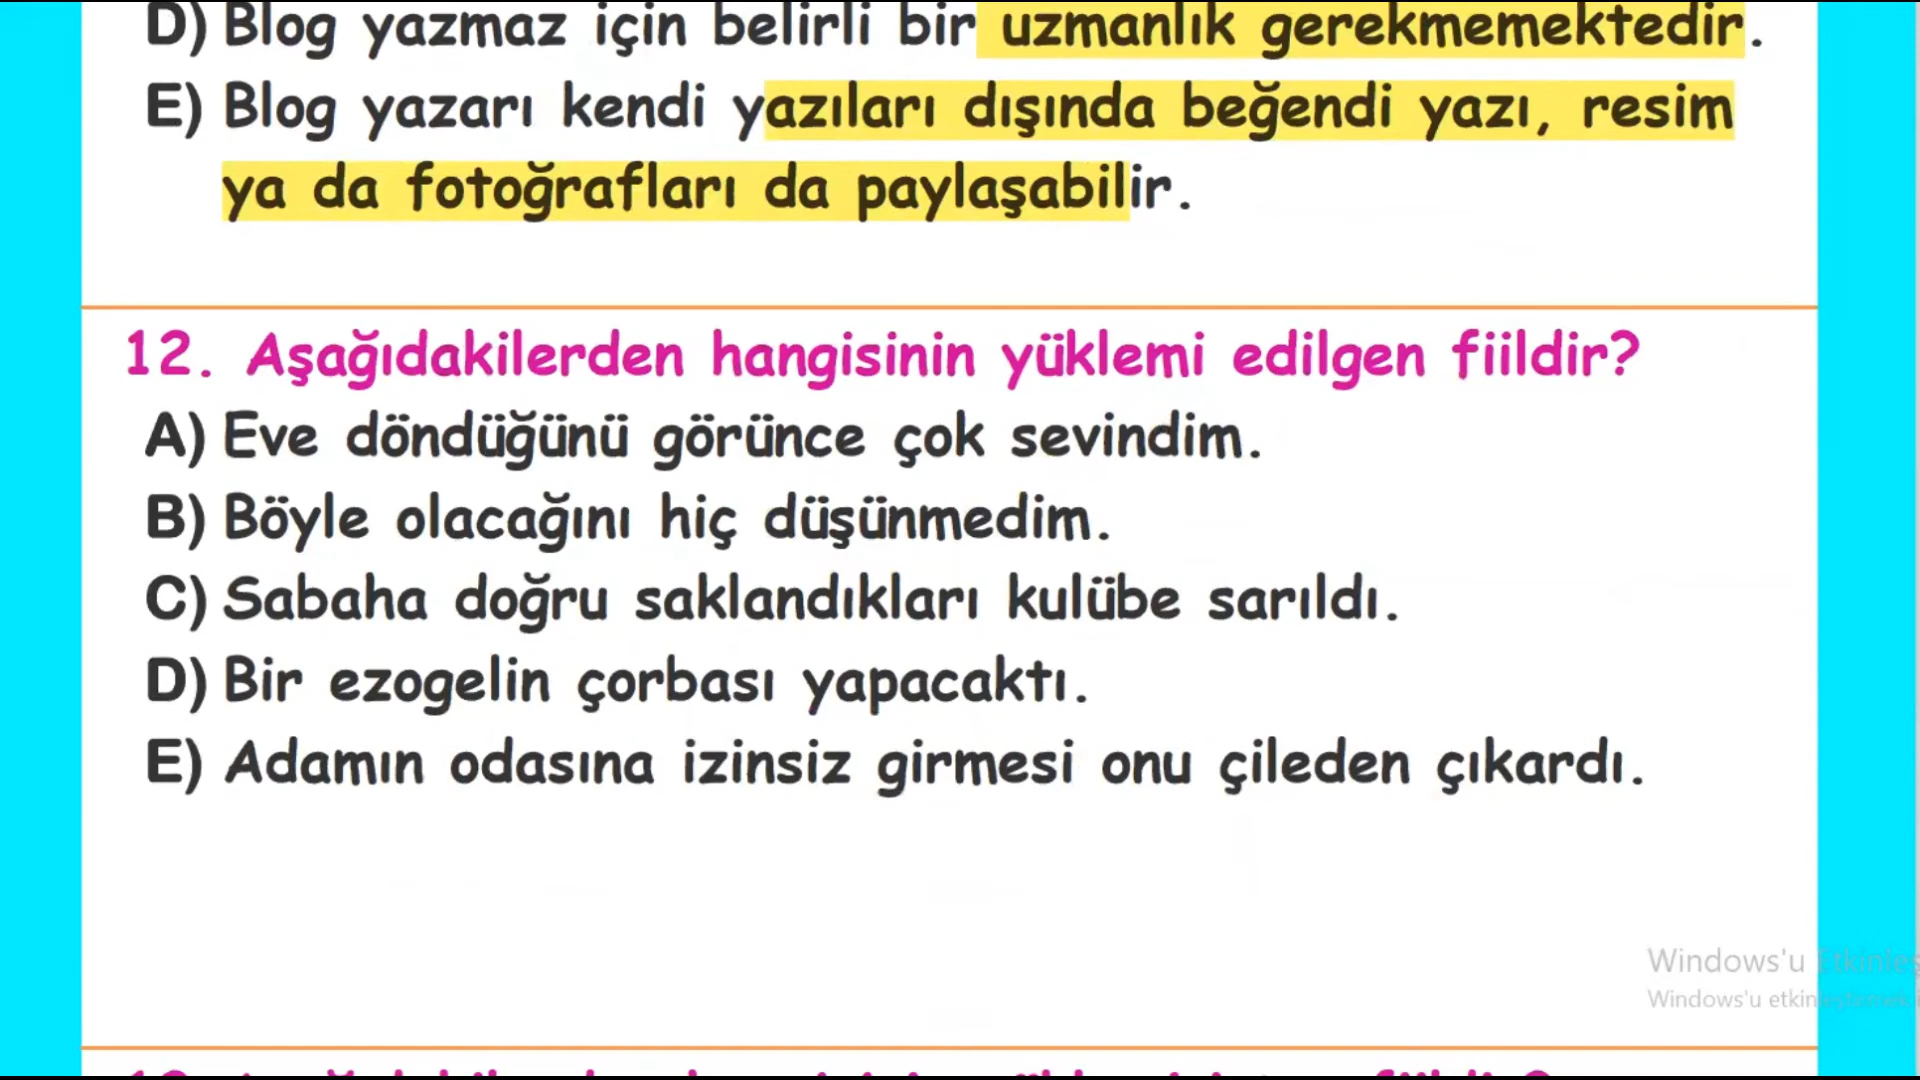 D) Blog yazmaz için belirli bir uzmanlık gerekmemektedir.
E) Blog yazarı kendi yazıları dışında beğendi yazı, resim
ya da fotoğrafları da paylaşabilir.
12. Aşağıdakilerden hangisinin yüklemi edilgen fiildir?
A) Eve döndüğünü görünce çok sevindim.
B) Böyle olacağını hiç düşünmedim.
C) Sabaha doğru saklandıkları kulübe sarıldı.
D) Bir ezogelin çorbası yapacaktı.
E) Adamın odasına izinsiz girmesi onu çileden çıkardı.
Windows'u
Windows'u